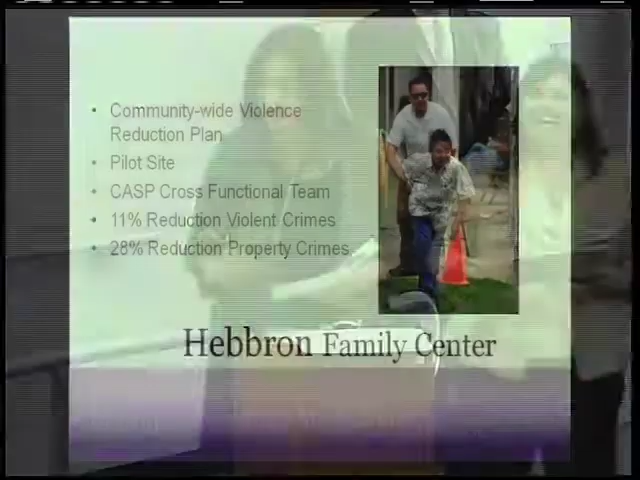 • Community-wide Violence
Reduction Plan
• Pilot Site
• CASP Cross Functional Team
• 11% Reduction Violent Crimes
• 28% Reduction Property Crimes
Hebbron Family Center